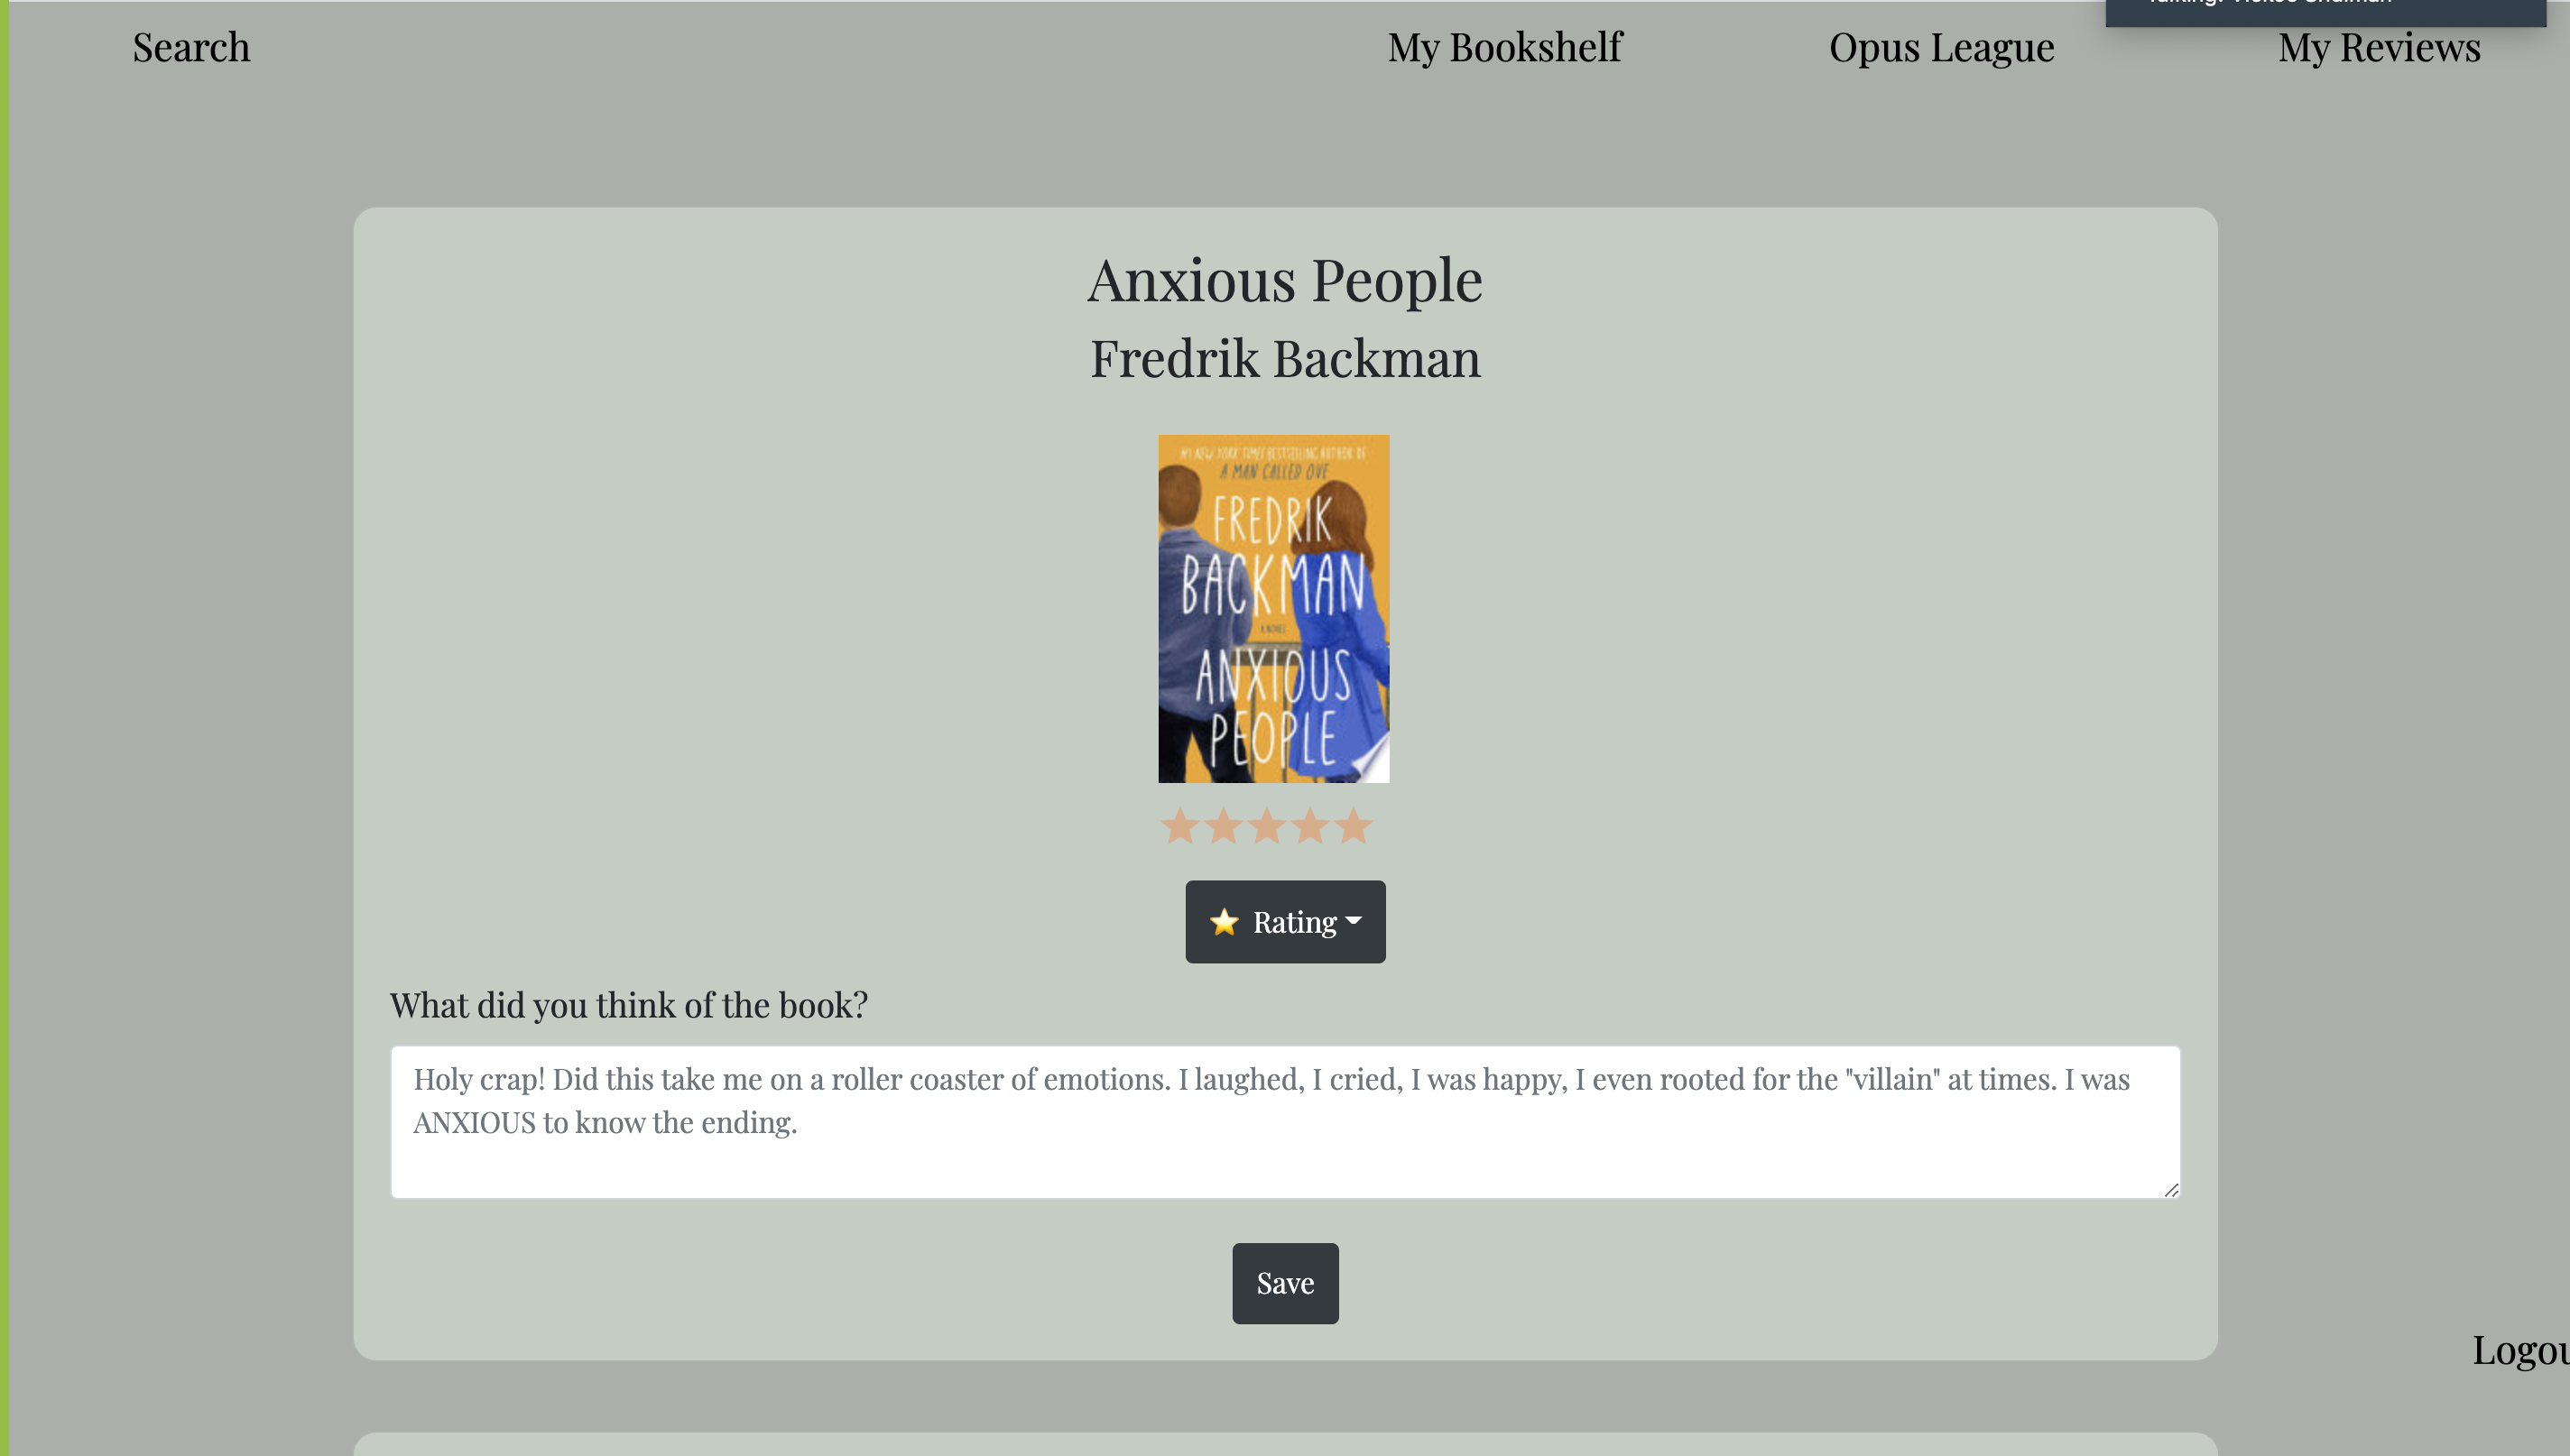 Search
My Bookshelf
Opus League
My Reviews
Anxious People
Fredrik Backman
#1 NEW YORK TIMES BESTSELLING AUTHOR OF
A MAN CALLED OVE
FREDRIK
BACKMAN
A NOVEL
ANXIOUS
PEOPLE
Rating
What did you think of the book?
Holy crap! Did this take me on a roller coaster of emotions. I laughed, I cried, I was happy, I even rooted for the "villain" at times. I was
ANXIOUS to know the ending.
Save
Logou